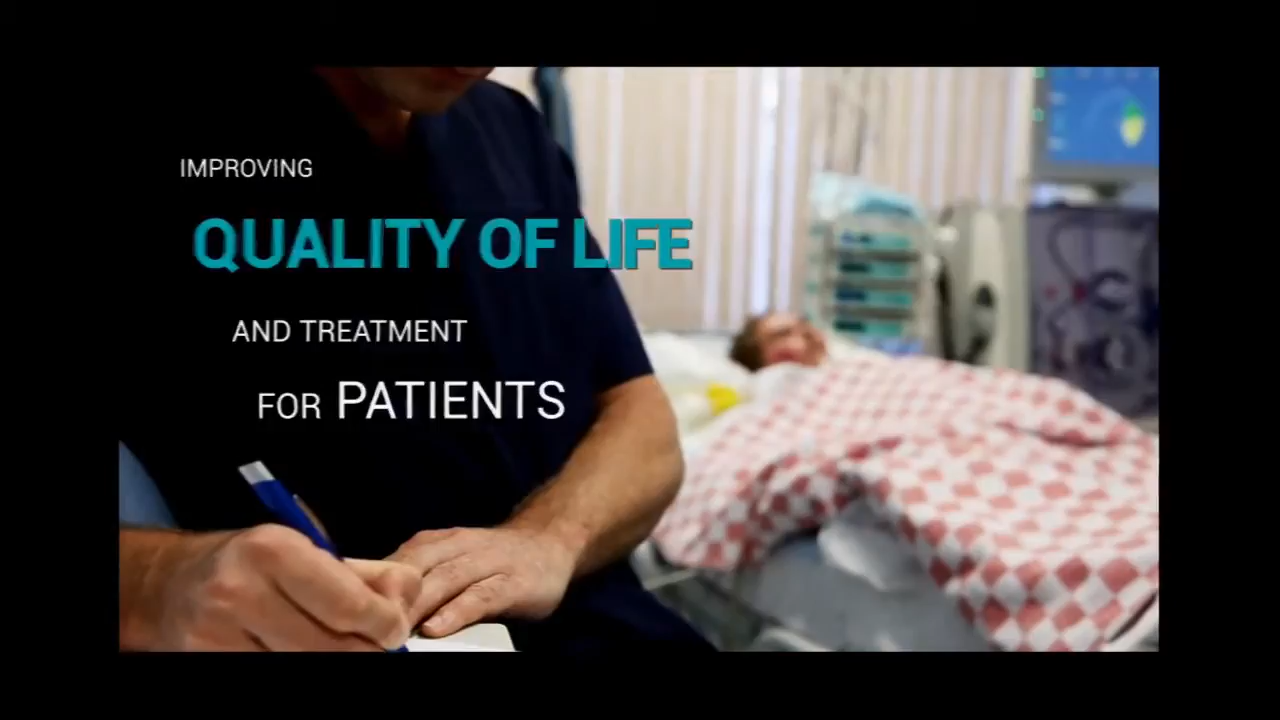 IMPROVING
QUALITY OF LIFE
AND TREATMENT
FOR PATIENTS